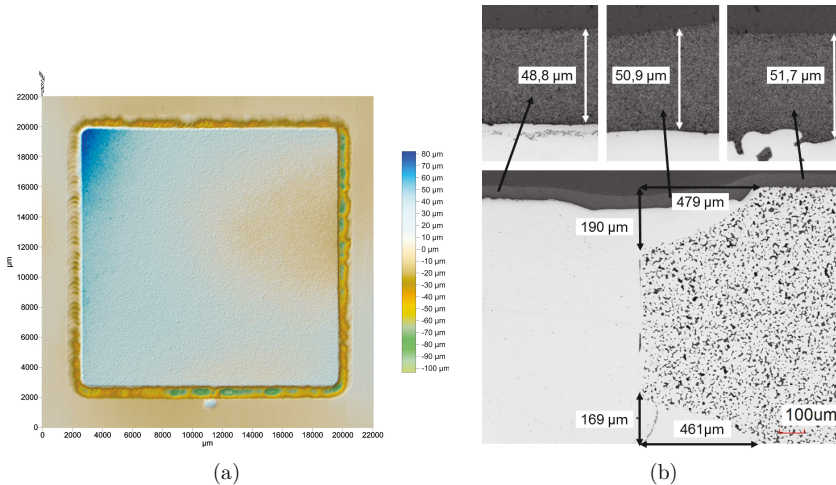 22000
20000
18000
16000
14000
12000
10000
8000
6000
4000
2000
0
µm
0 2000 4000 6000 8000 10000 12000 14000 16000 18000 20000 22000
µm
80 µm
70 µm
60 µm
50 µm
40 µm
30 µm
20 µm
10 µm
0 µm
-10 µm
-20 µm
-30 µm
-40 µm
-50 µm
-60 µm
-70 µm
-80 µm
-90 µm
-100 µm
(a)
48,8 µm
50,9 µm
51,7 µm
479 µm
190 µm
169 µm
461µm
100um
(b)